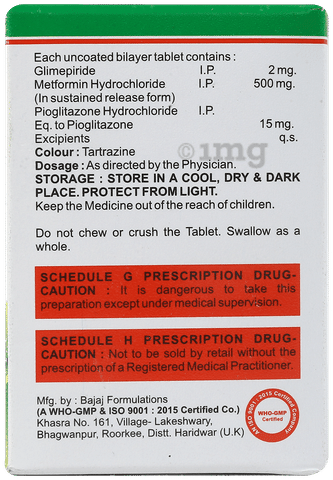 Each uncoated bilayer tablet contains :
Glimepiride I.P. 2 mg.
Metformin Hydrochloride I.P. 500 mg.
(In sustained release form)
Pioglitazone Hydrochloride I.P.
Eq. to Pioglitazone 15 mg.
Excipients q.s.
Colour : Tartrazine
1mg
Dosage : As directed by the Physician.
STORAGE : STORE IN A COOL, DRY & DARK
PLACE. PROTECT FROM LIGHT.
Keep the Medicine out of the reach of children.
Do not chew or crush the Tablet. Swallow as a
whole.
SCHEDULE G PRESCRIPTION DRUG-
CAUTION : It is dangerous to take this
preparation except under medical supervision.
SCHEDULE H PRESCRIPTION DRUG-
CAUTION : Not to be sold by retail without the
prescription of a Registered Medical Practitioner.
Mfg. by : Bajaj Formulations
(A WHO-GMP & ISO 9001 : 2015 Certified Co.)
Khasra No. 161, Village- Lakeshwary,
Bhagwanpur, Roorkee, Distt. Haridwar (U.K)
AN ISO 9001 : 2015 CERTIFIED COMPANY
WHO-GMP
Certified